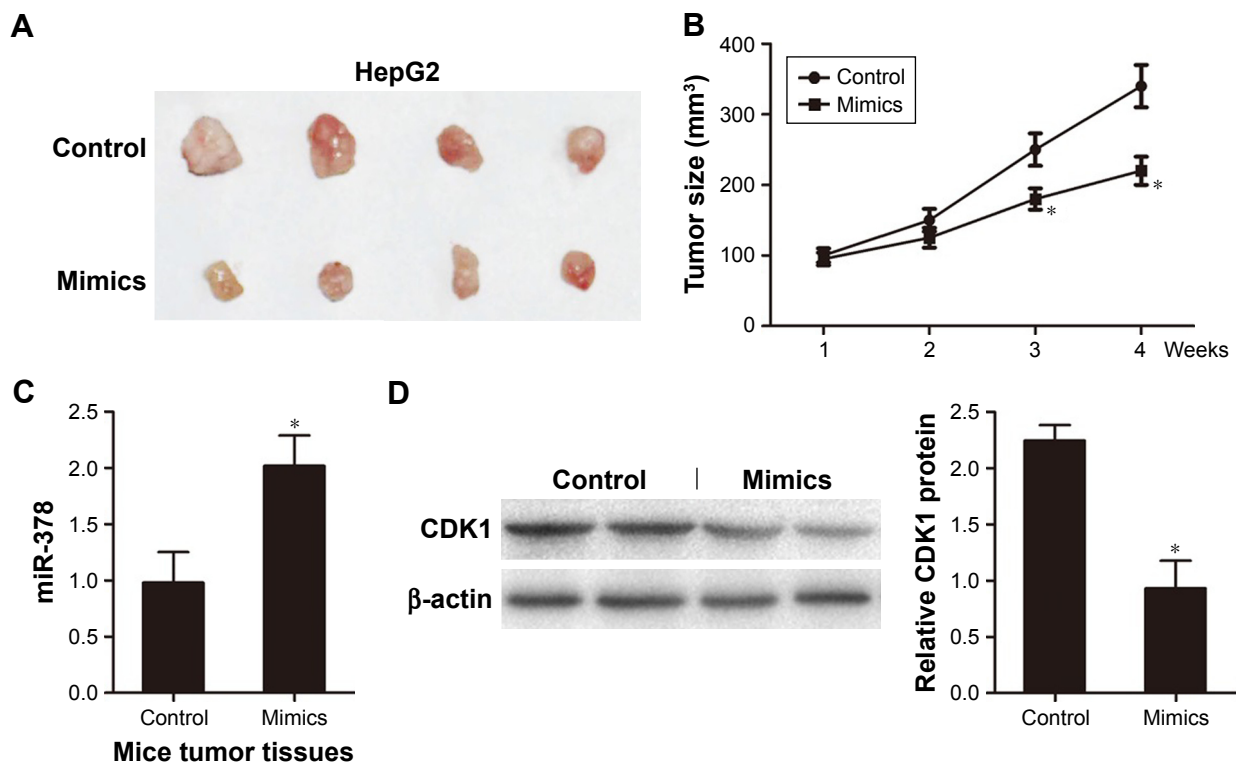 A
HepG2
Control
Mimics
B
Tumor size (mm³)
400
300
200
100
0
Control
Mimics
1 2 3 4 Weeks
*
*
C
miR-378
2.5
2.0
1.5
1.0
0.5
0.0
*
Control Mimics
Mice tumor tissues
D
Control | Mimics
CDK1
β-actin
Relative CDK1 protein
2.5
2.0
1.5
1.0
0.5
0.0
*
Control Mimics